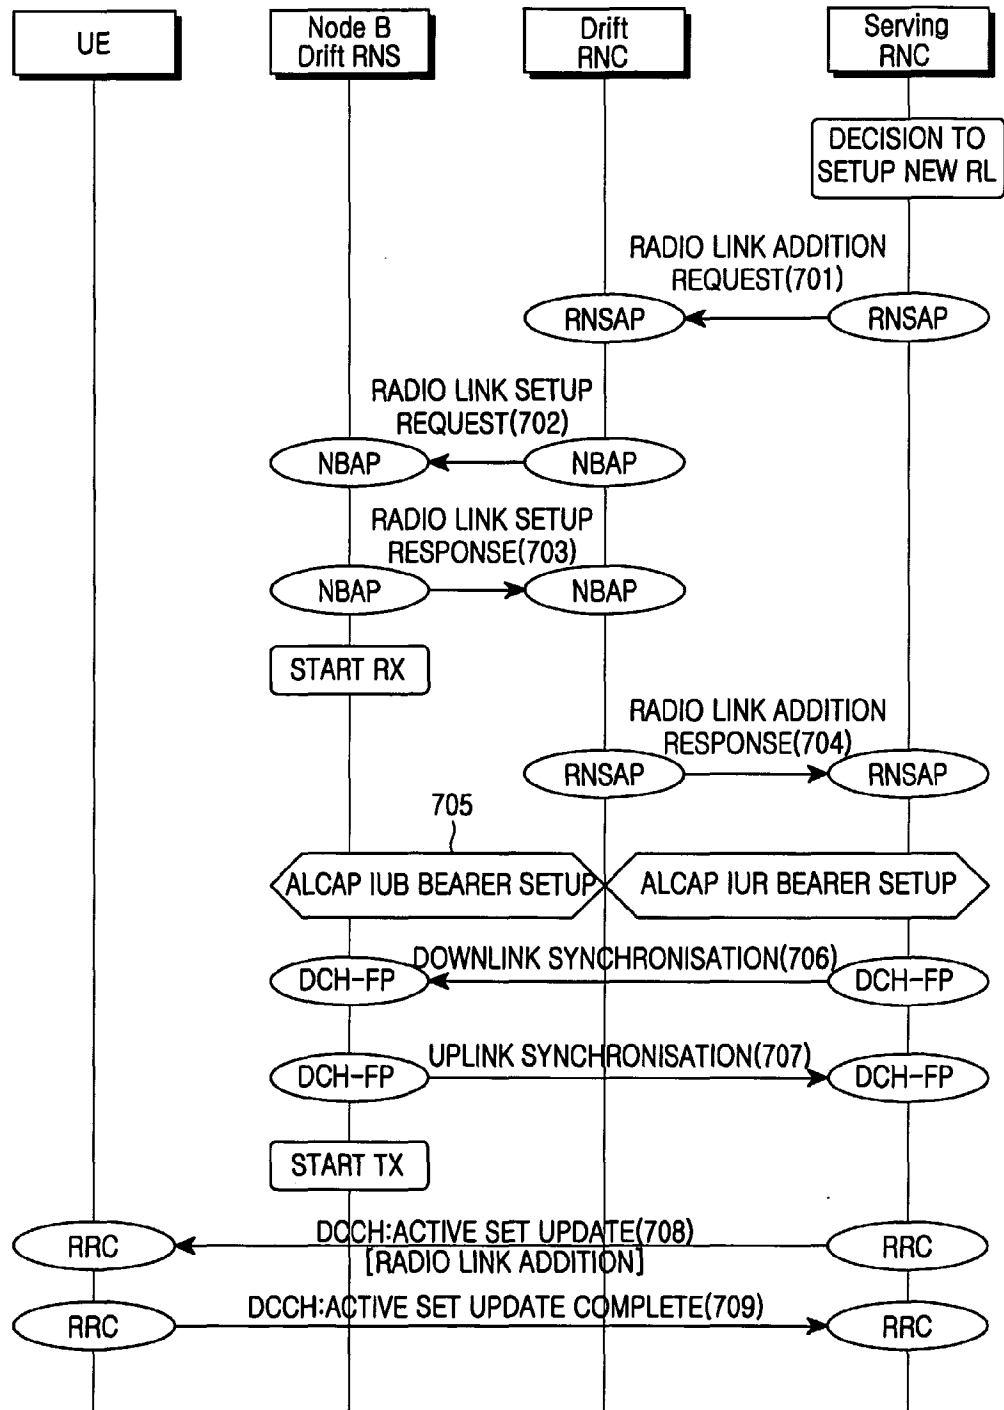 UE
Node B
Drift RNS
Drift
RNC
Serving
RNC
DECISION TO
SETUP NEW RL
RADIO LINK ADDITION
REQUEST(701)
RNSAP
RNSAP
RADIO LINK SETUP
REQUEST(702)
NBAP
NBAP
RADIO LINK SETUP
RESPONSE(703)
NBAP
NBAP
START RX
RADIO LINK ADDITION
RESPONSE(704)
RNSAP
RNSAP
705
ALCAP IUB BEARER SETUP
ALCAP IUR BEARER SETUP
DOWNLINK SYNCHRONISATION(706)
DCH-FP
DCH-FP
UPLINK SYNCHRONISATION(707)
DCH-FP
DCH-FP
START TX
DCCH:ACTIVE SET UPDATE(708)
RRC
RRC
[RADIO LINK ADDITION]
DCCH:ACTIVE SET UPDATE COMPLETE(709)
RRC
RRC